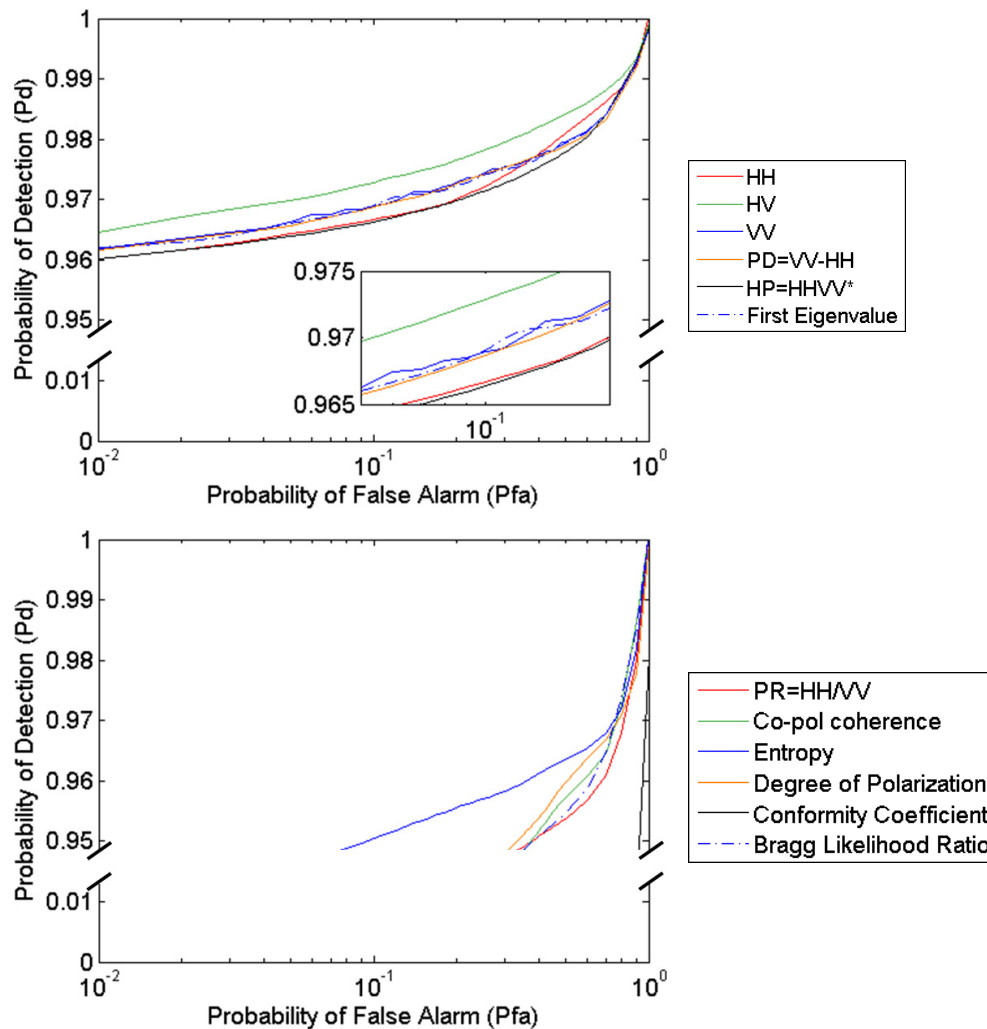 1
0.99
0.98
0.97
0.96
0.95
0.01
0
Probability of Detection (Pd)
10-2
10-1
100
Probability of False Alarm (Pfa)
0.975
0.97
0.965
10-1
HH
HV
VV
PD=VV-HH
HP=HHVV*
First Eigenvalue
1
0.99
0.98
0.97
0.96
0.95
0.01
0
Probability of Detection (Pd)
10-2
10-1
100
Probability of False Alarm (Pfa)
PR=HH/VV
Co-pol coherence
Entropy
Degree of Polarization
Conformity Coefficient
Bragg Likelihood Ratio